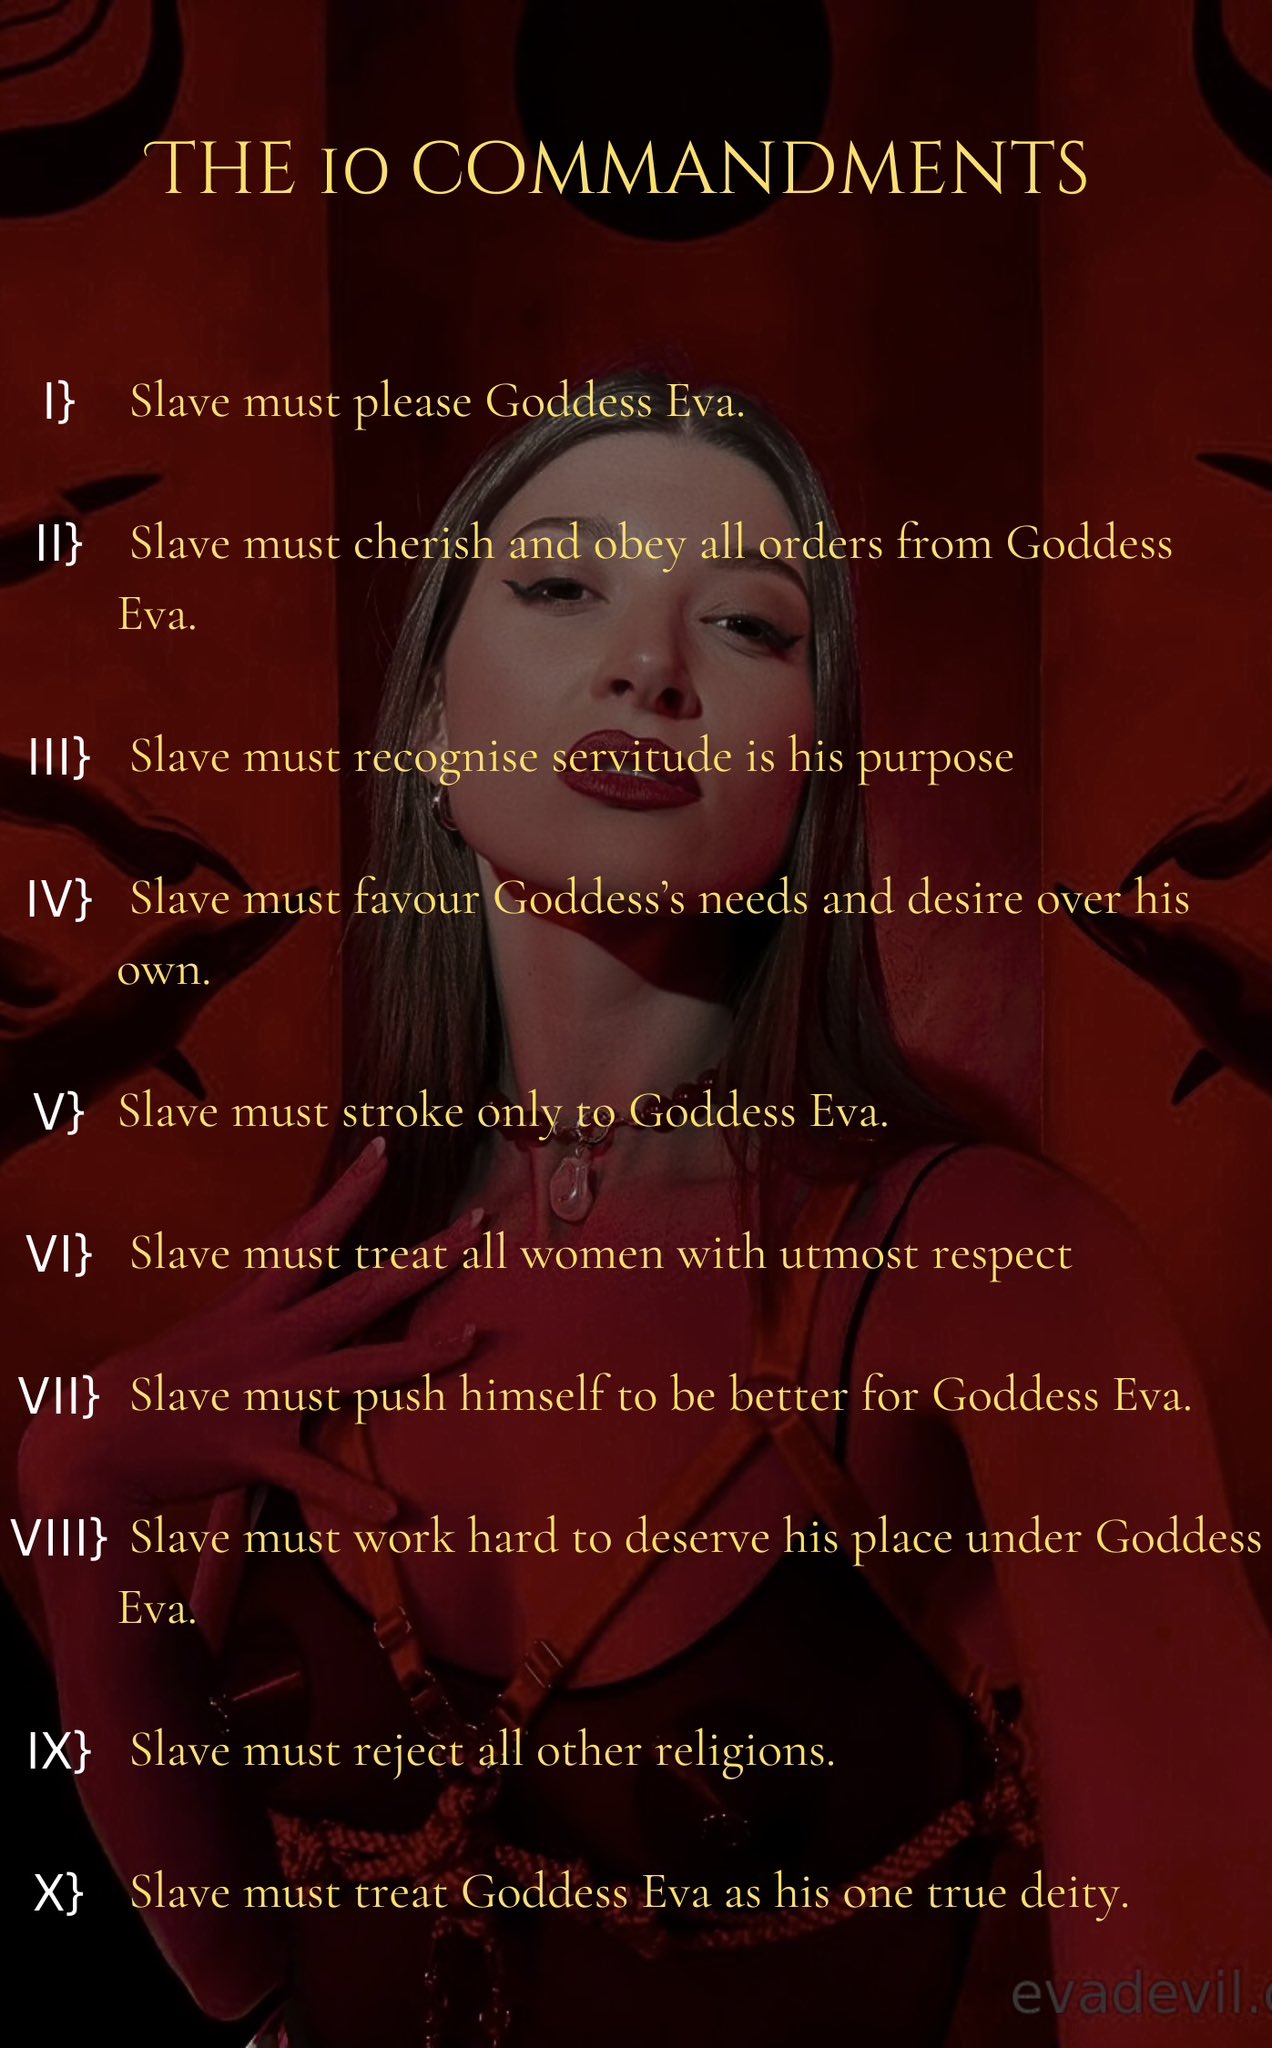 THE 10 COMMANDMENTS
I} Slave must please Goddess Eva.
II} Slave must cherish and obey all orders from Goddess
Eva.
III} Slave must recognise servitude is his purpose
IV} Slave must favour Goddess's needs and desire over his
own.
V} Slave must stroke only to Goddess Eva.
VI} Slave must treat all women with utmost respect
VII} Slave must push himself to be better for Goddess Eva.
VIII} Slave must work hard to deserve his place under Goddess
Eva.
IX} Slave must reject all other religions.
X} Slave must treat Goddess Eva as his one true deity.
evadevil.